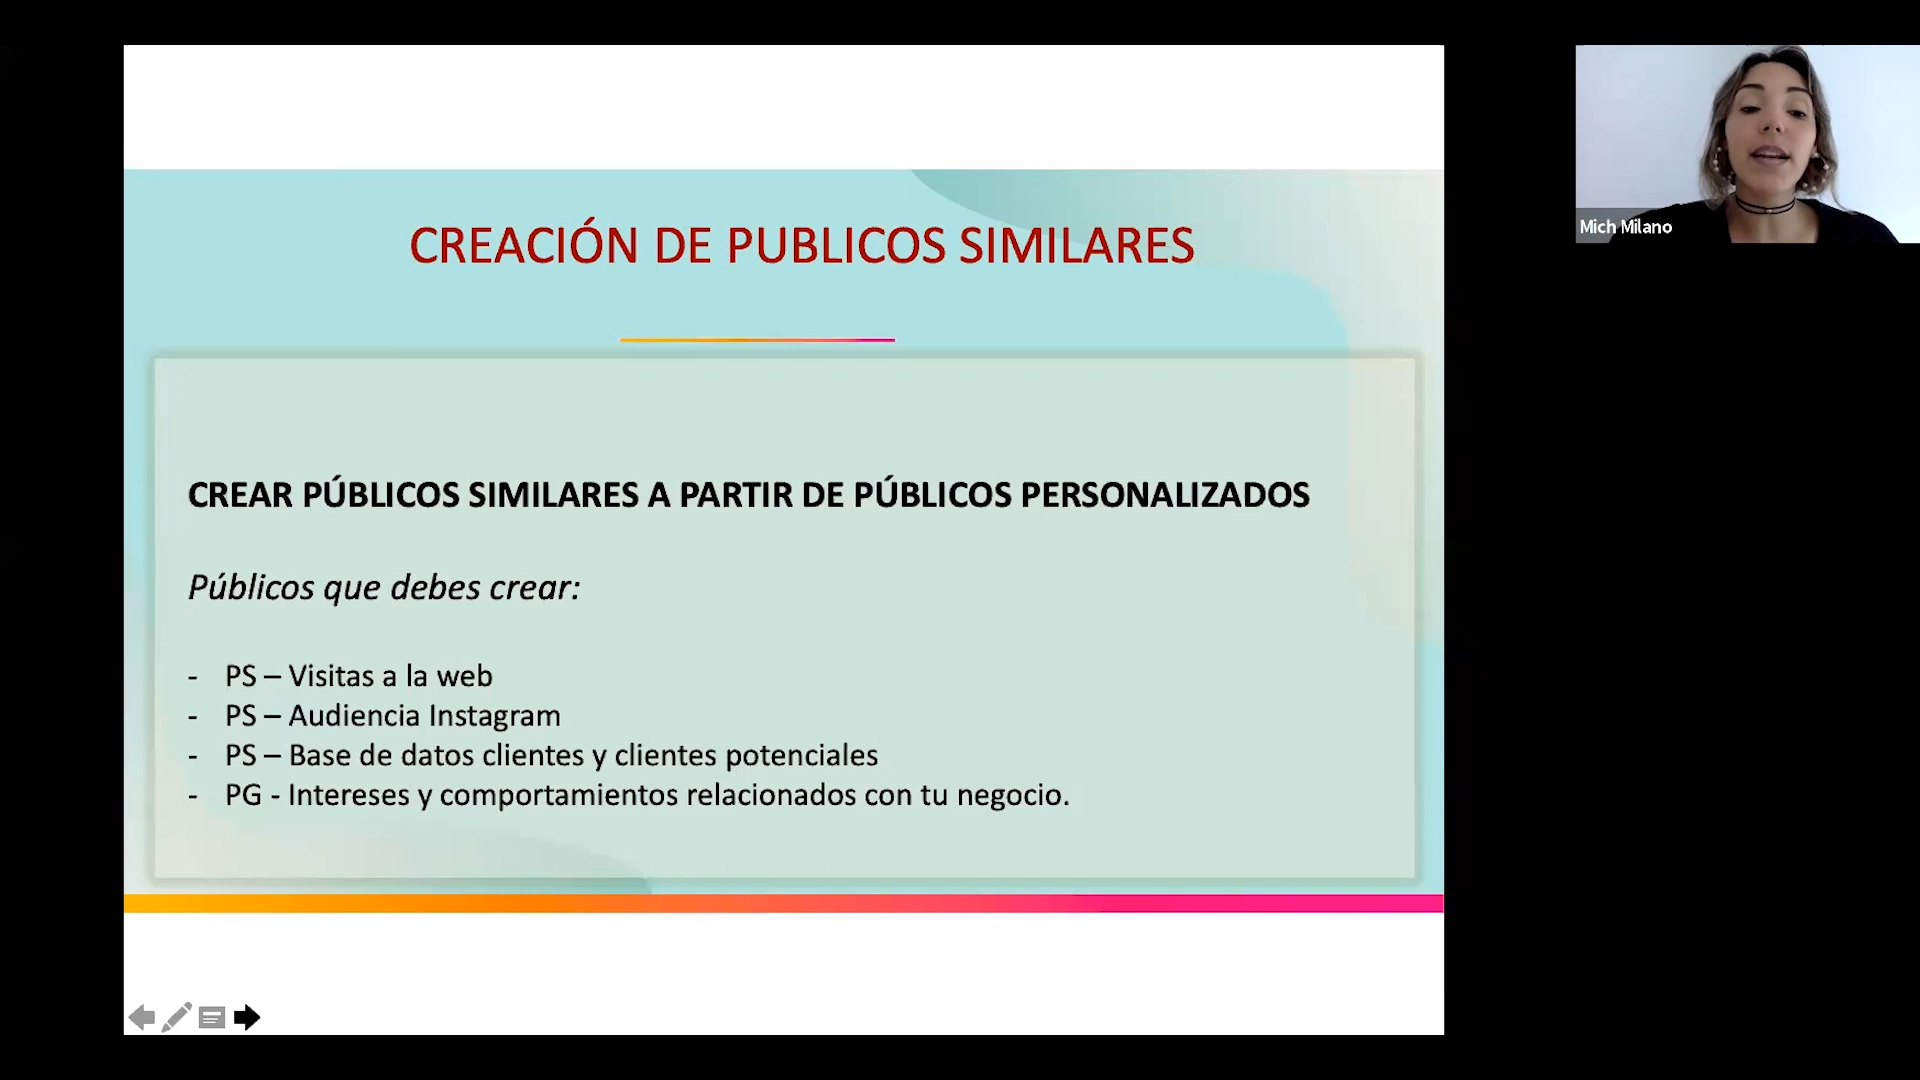 CREACIÓN DE PUBLICOS SIMILARES
CREAR PÚBLICOS SIMILARES A PARTIR DE PÚBLICOS PERSONALIZADOS
Públicos que debes crear:
- PS – Visitas a la web
- PS – Audiencia Instagram
- PS – Base de datos clientes y clientes potenciales
- PG - Intereses y comportamientos relacionados con tu negocio.
Mich Milano